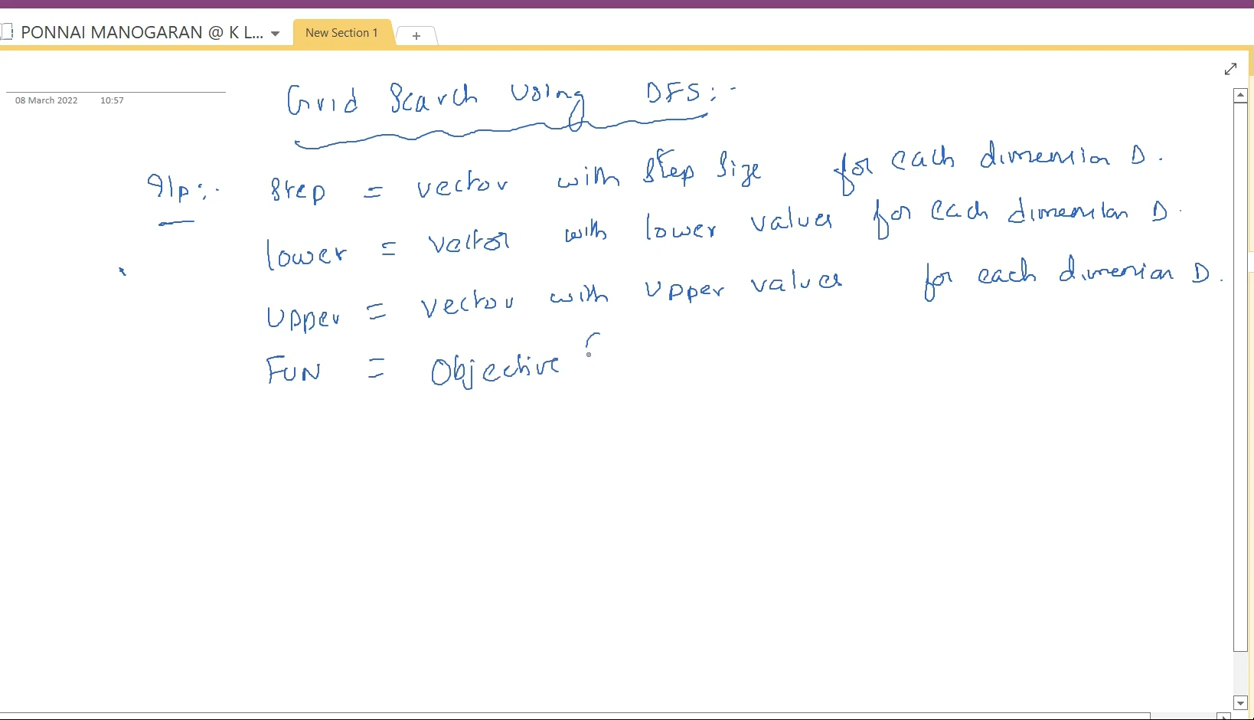 PONNAI MANOGARAN @ K L...
New Section 1
+
08 March 2022 10:57
Grid Search Using DFS:-
I/p:-
Step = vector with Step Size for each dimension D.
lower = vector with lower values for each dimension D.
Upper = vector with Upper values for each dimension D.
FUN = Objective